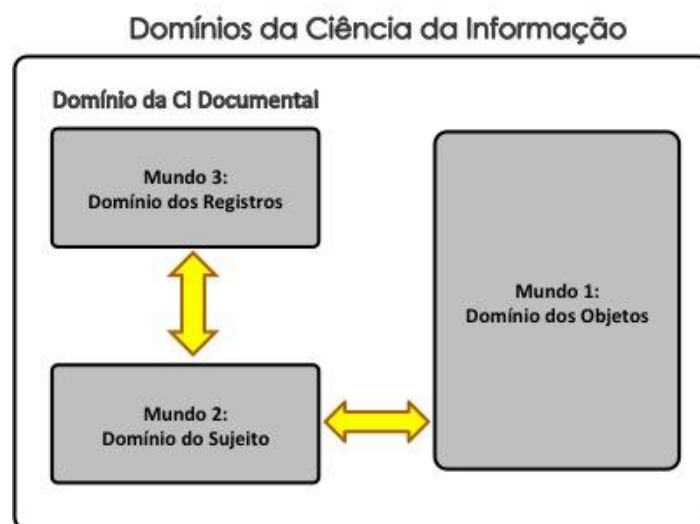 Domínios da Ciência da Informação
Domínio da CI Documental
Mundo 3:
Domínio dos Registros
Mundo 1:
Domínio dos Objetos
Mundo 2:
Domínio do Sujeito